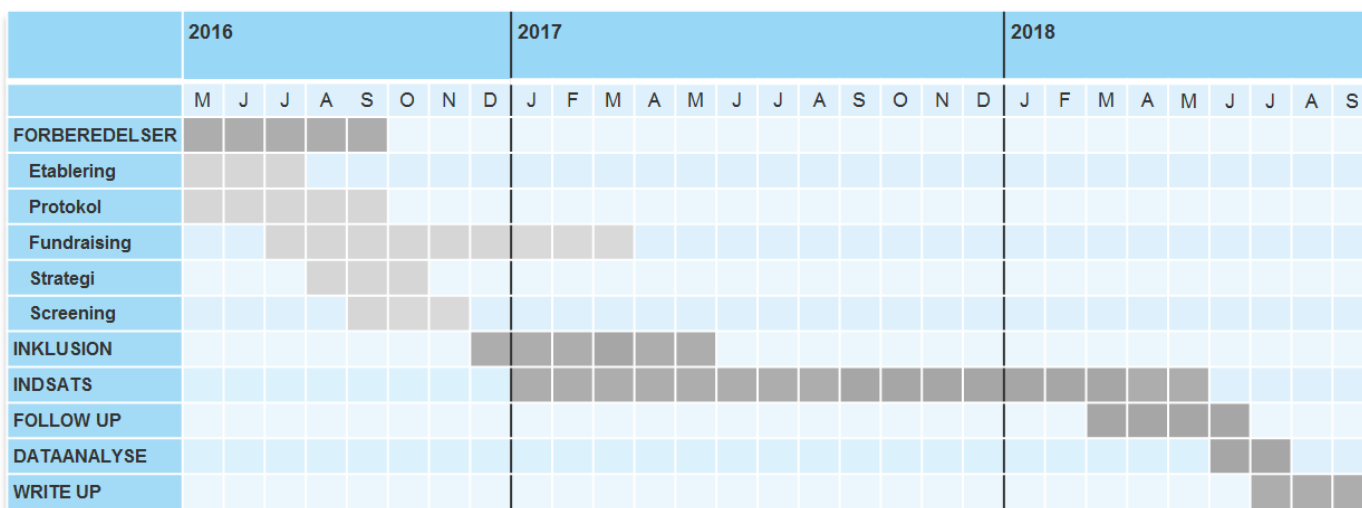 2016 2017 2018
M J J A S O N D J F M A M J J A S O N D J F M A M J J A S
FORBEREDELSER
Etablering
Protokol
Fundraising
Strategi
Screening
INKLUSION
INDSATS
FOLLOW UP
DATAANALYSE
WRITE UP